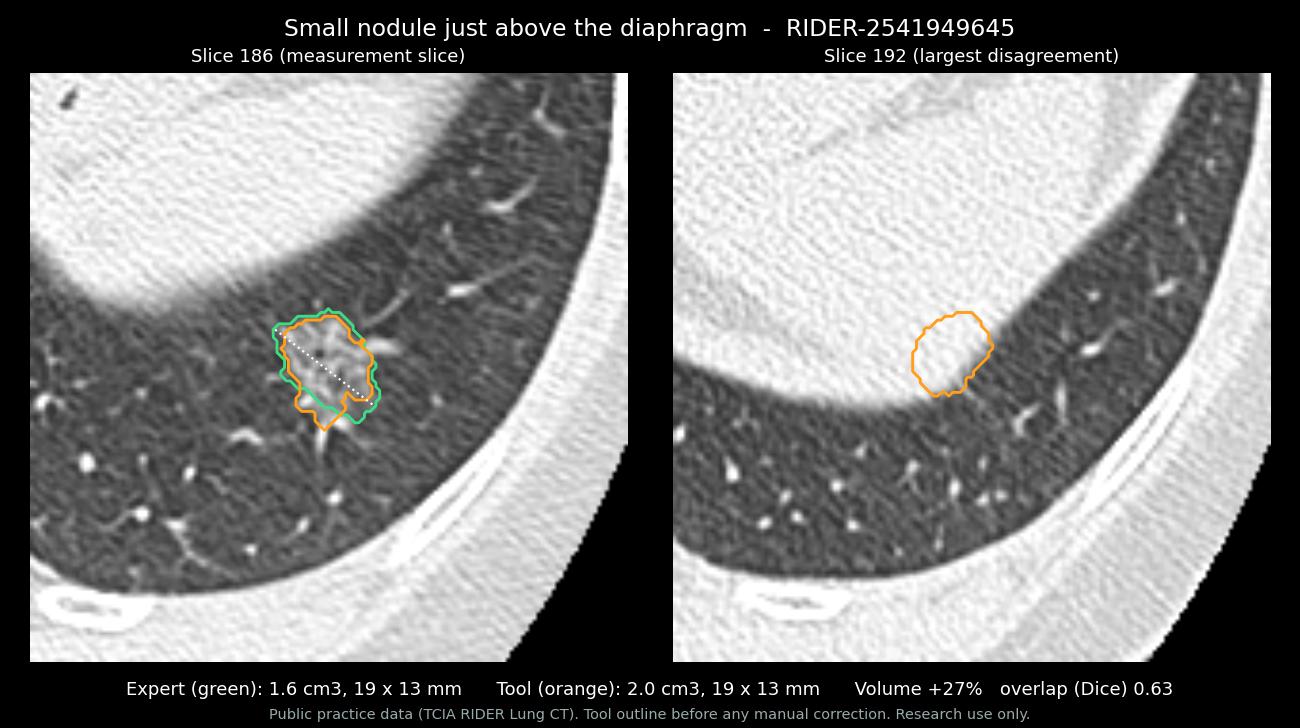 Small nodule just above the diaphragm - RIDER-2541949645
Slice 186 (measurement slice)
Slice 192 (largest disagreement)
Expert (green): 1.6 cm3, 19 x 13 mm Tool (orange): 2.0 cm3, 19 x 13 mm Volume +27% overlap (Dice) 0.63
Public practice data (TCIA RIDER Lung CT). Tool outline before any manual correction. Research use only.